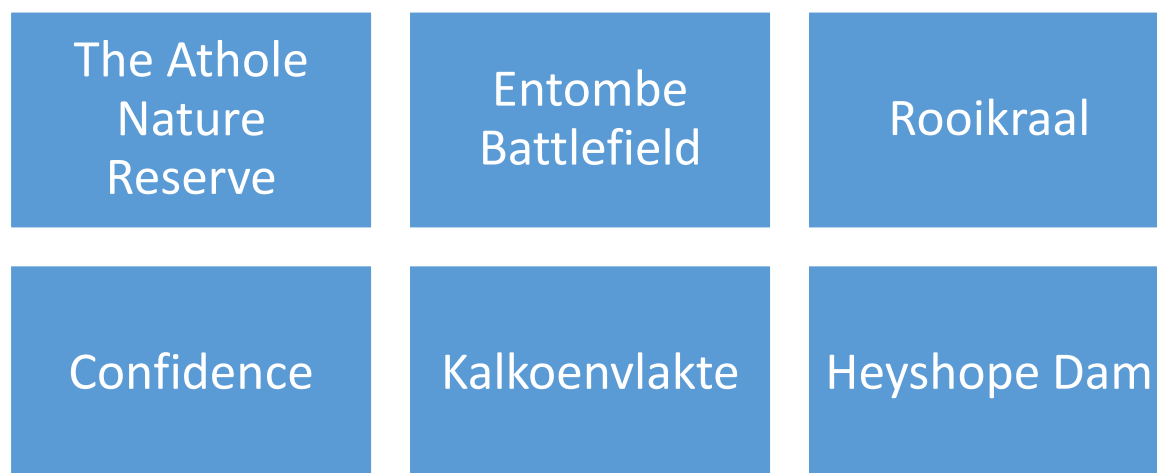 The Athole
Nature
Reserve
Entombe
Battlefield
Rooikraal
Confidence
Kalkoenvlakte
Heyshope Dam